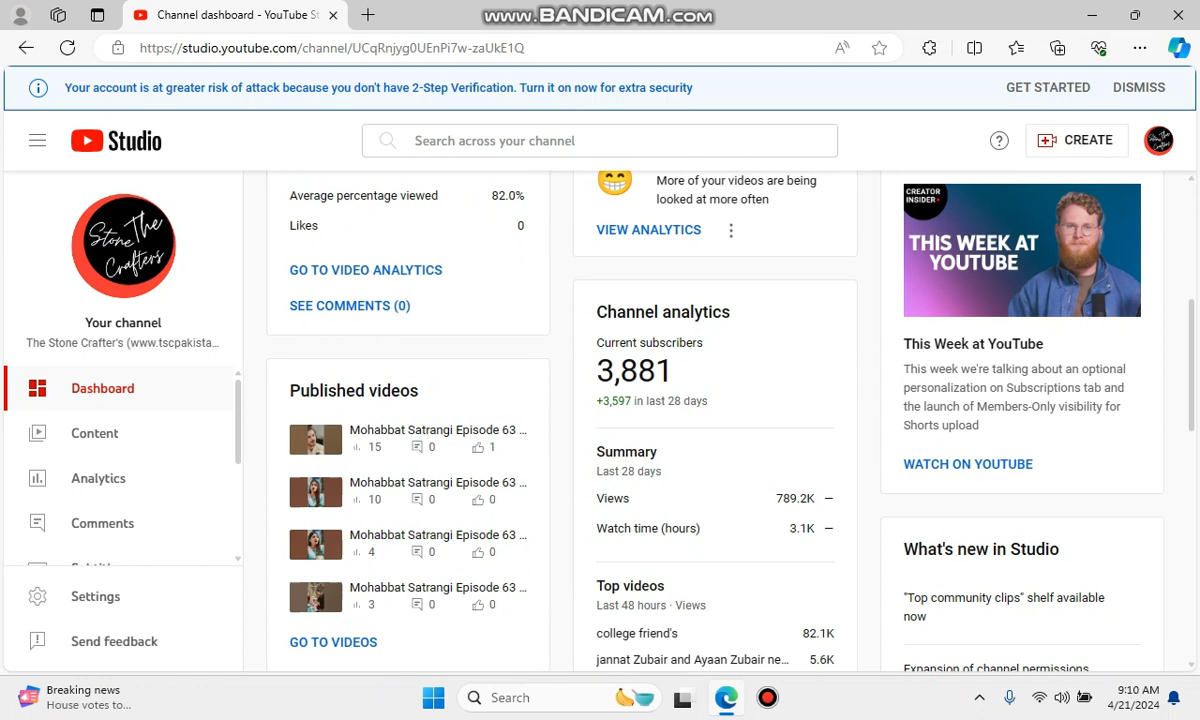 Channel dashboard - YouTube St
www.BANDICAM.com
https://studio.youtube.com/channel/UCqRnjyg0UEnPi7w-zaUkE1Q
Your account is at greater risk of attack because you don't have 2-Step Verification. Turn it on now for extra security
GET STARTED
DISMISS
Studio
Search across your channel
CREATE
Stone The Crafters
Your channel
The Stone Crafter's (www.tscpakista...
Dashboard
Content
Analytics
Comments
Settings
Send feedback
Average percentage viewed 82.0%
Likes 0
GO TO VIDEO ANALYTICS
SEE COMMENTS (0)
Published videos
Mohabbat Satrangi Episode 63 ...
15 0 1
Mohabbat Satrangi Episode 63 ...
10 0 0
Mohabbat Satrangi Episode 63 ...
4 0 0
Mohabbat Satrangi Episode 63 ...
3 0 0
GO TO VIDEOS
More of your videos are being
looked at more often
VIEW ANALYTICS
Channel analytics
Current subscribers
3,881
+3,597 in last 28 days
Summary
Last 28 days
Views 789.2K —
Watch time (hours) 3.1K —
Top videos
Last 48 hours · Views
college friend's 82.1K
jannat Zubair and Ayaan Zubair ne... 5.6K
CREATOR
INSIDER
THIS WEEK AT
YOUTUBE
This Week at YouTube
This week we're talking about an optional
personalization on Subscriptions tab and
the launch of Members-Only visibility for
Shorts upload
WATCH ON YOUTUBE
What's new in Studio
"Top community clips" shelf available
now
Expansion of channel permissions
Breaking news
House votes to...
Search
9:10 AM
4/21/2024